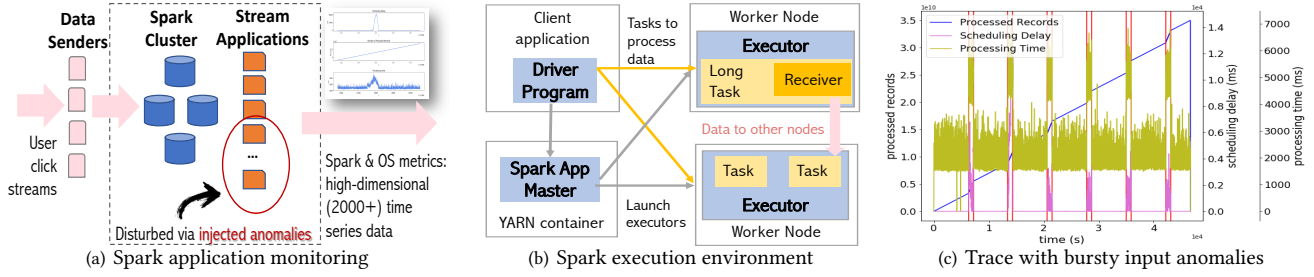 Data
Senders
Spark
Cluster
Stream
Applications
User
click
streams
...
Disturbed via injected anomalies
Spark & OS metrics:
high-dimensional
(2000+) time
series data
(a) Spark application monitoring
Client
application
Driver
Program
Spark App
Master
YARN container
Tasks to
process
data
Launch
executors
Worker Node
Executor
Long
Task
Receiver
Data to other nodes
Task
Task
Executor
Worker Node
(b) Spark execution environment
1e10
Processed Records
Scheduling Delay
Processing Time
3.5
3.0
2.5
2.0
1.5
1.0
0.5
0.0
processed records
0
1
2
3
4
time (s)
1e4
1e4
1.4
1.2
1.0
0.8
0.6
0.4
0.2
0.0
scheduling delay (ms)
7000
6000
5000
4000
3000
2000
1000
0
processing time (ms)
(c) Trace with bursty input anomalies